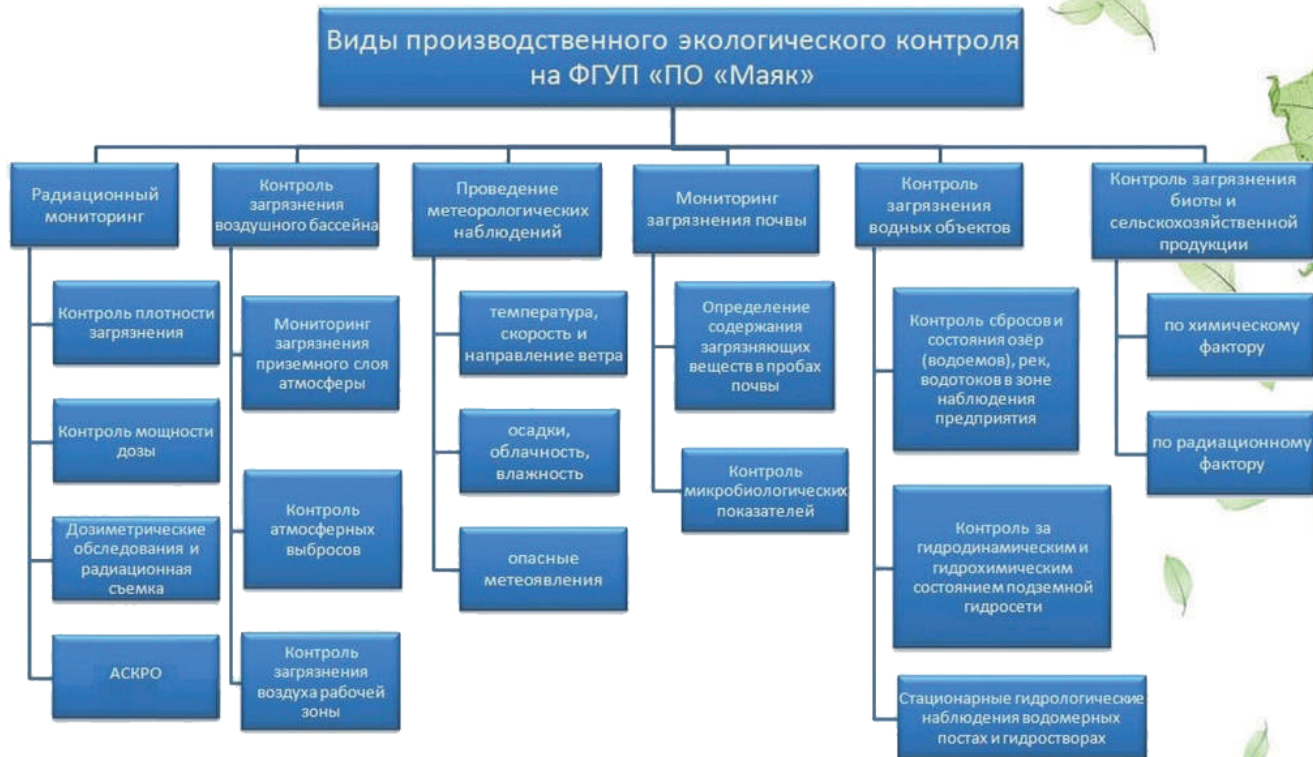 Виды производственного экологического контроля
на ФГУП «ПО «Маяк»
Радиационный
мониторинг
Контроль плотности
загрязнения
Контроль мощности
дозы
Дозиметрические
обследования и
радиационная
съемка
АСКРО
Контроль
загрязнения
воздушного бассейна
Мониторинг
загрязнения
приземного слоя
атмосферы
Контроль
атмосферных
выбросов
Контроль
загрязнения
воздуха рабочей
зоны
Проведение
метеорологических
наблюдений
температура,
скорость и
направление ветра
осадки,
облачность,
влажность
опасные
метеоявления
Мониторинг
загрязнения почвы
Определение
содержания
загрязняющих
веществ в пробах
почвы
Контроль
микробиологических
показателей
Контроль
загрязнения
водных объектов
Контроль сбросов и
состояния озёр
(водоемов), рек,
водотоков в зоне
наблюдения
предприятия
Контроль за
гидродинамическим и
гидрохимическим
состоянием подземной
гидросети
Стационарные гидрологические
наблюдения водомерных
постах и гидростворах
Контроль загрязнения
биоты и
сельскохозяйственной
продукции
по химическому
фактору
по радиационному
фактору